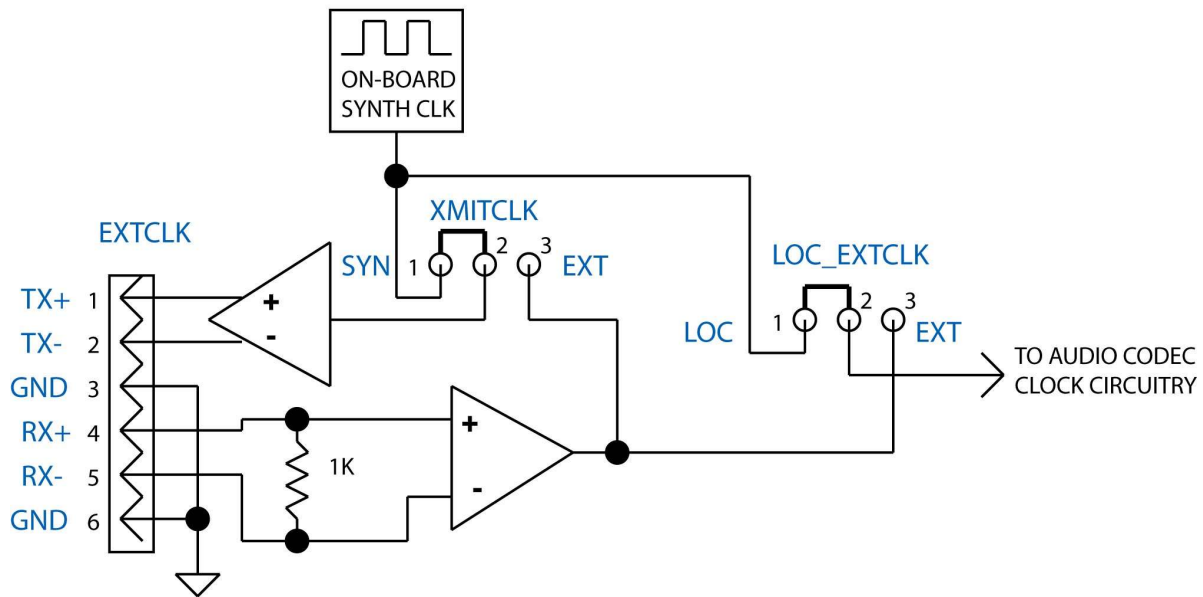 ON-BOARD
SYNTH CLK
XMITCLK
EXTCLK
SYN 1 2 3 EXT
LOC_EXTCLK
TX+ 1
+
LOC 1 2 3 EXT
TX- 2
-
TO AUDIO CODEC
CLOCK CIRCUITRY
GND 3
RX+ 4
+
1K
RX- 5
-
GND 6